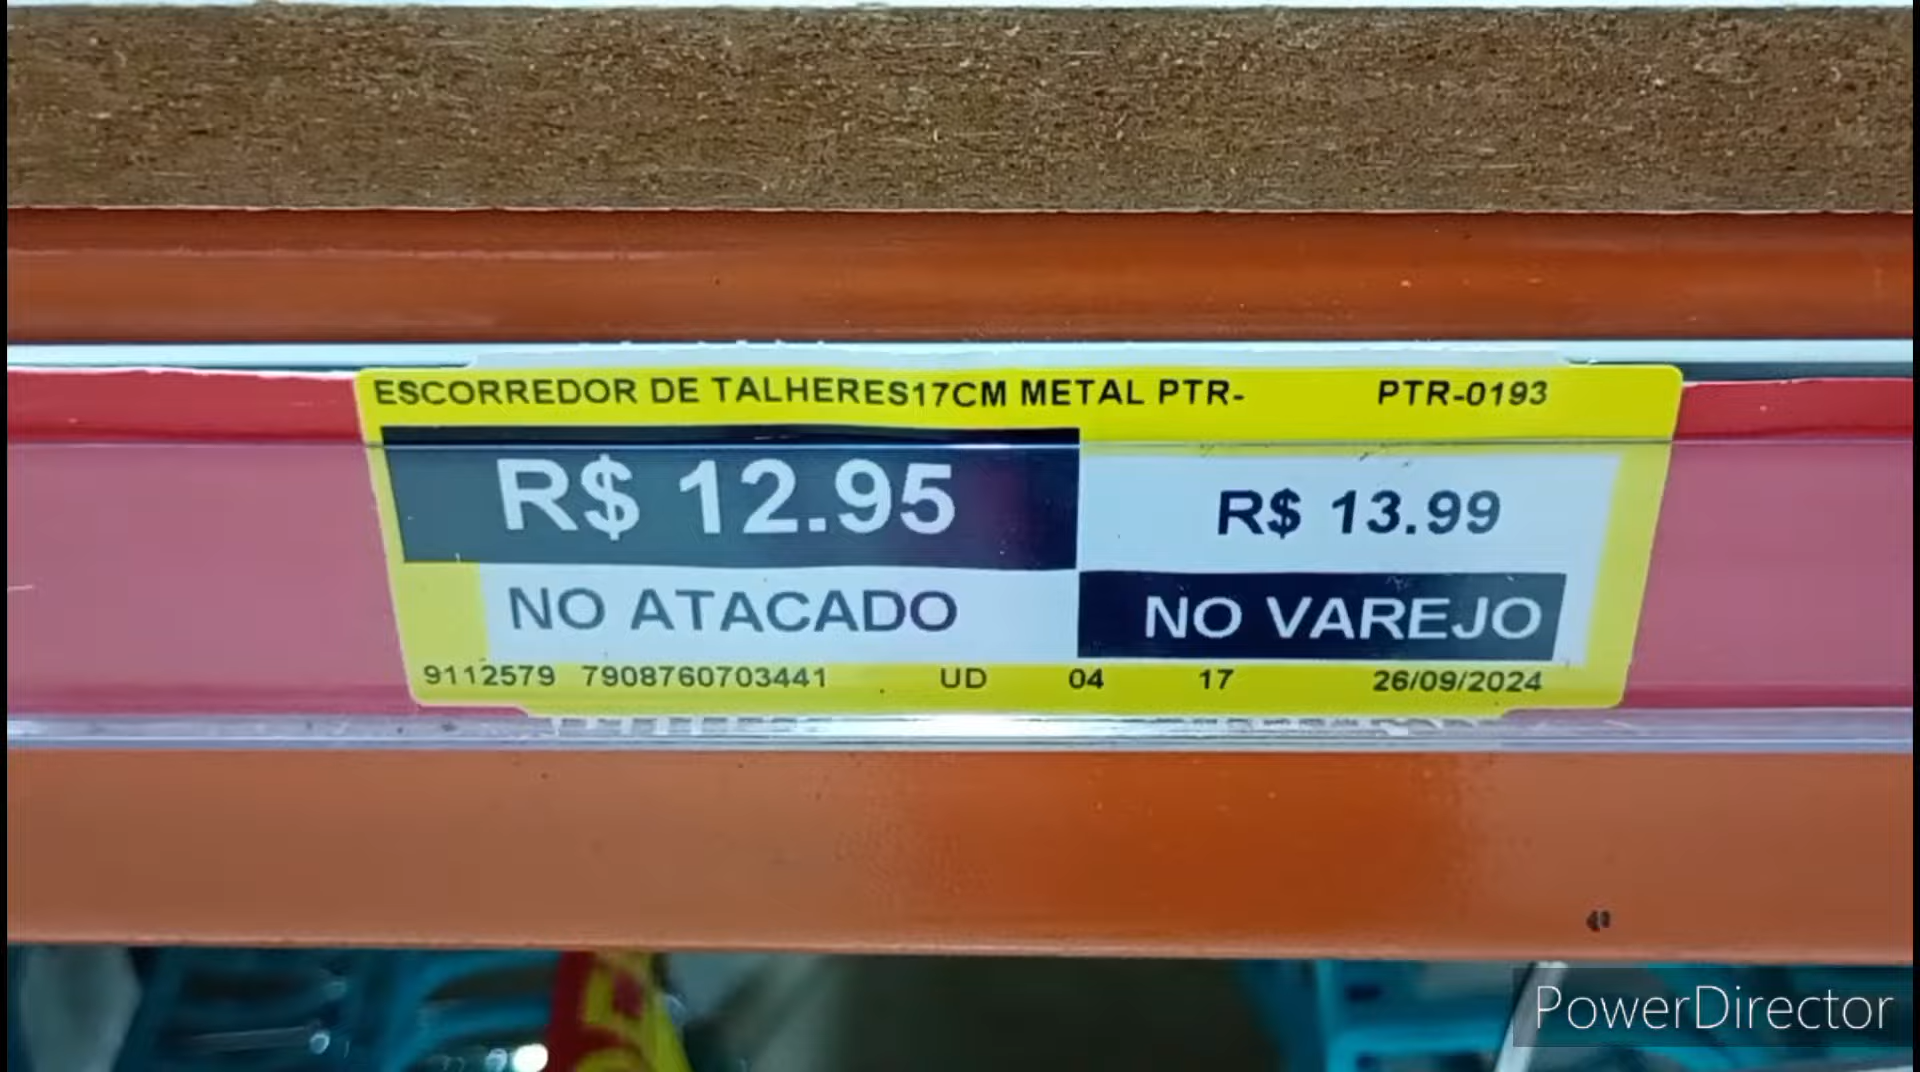 ESCORREDOR DE TALHERES17CM METAL PTR- PTR-0193
R$ 12.95 R$ 13.99
NO ATACADO NO VAREJO
9112579 7908760703441 UD 04 17 26/09/2024
PowerDirector